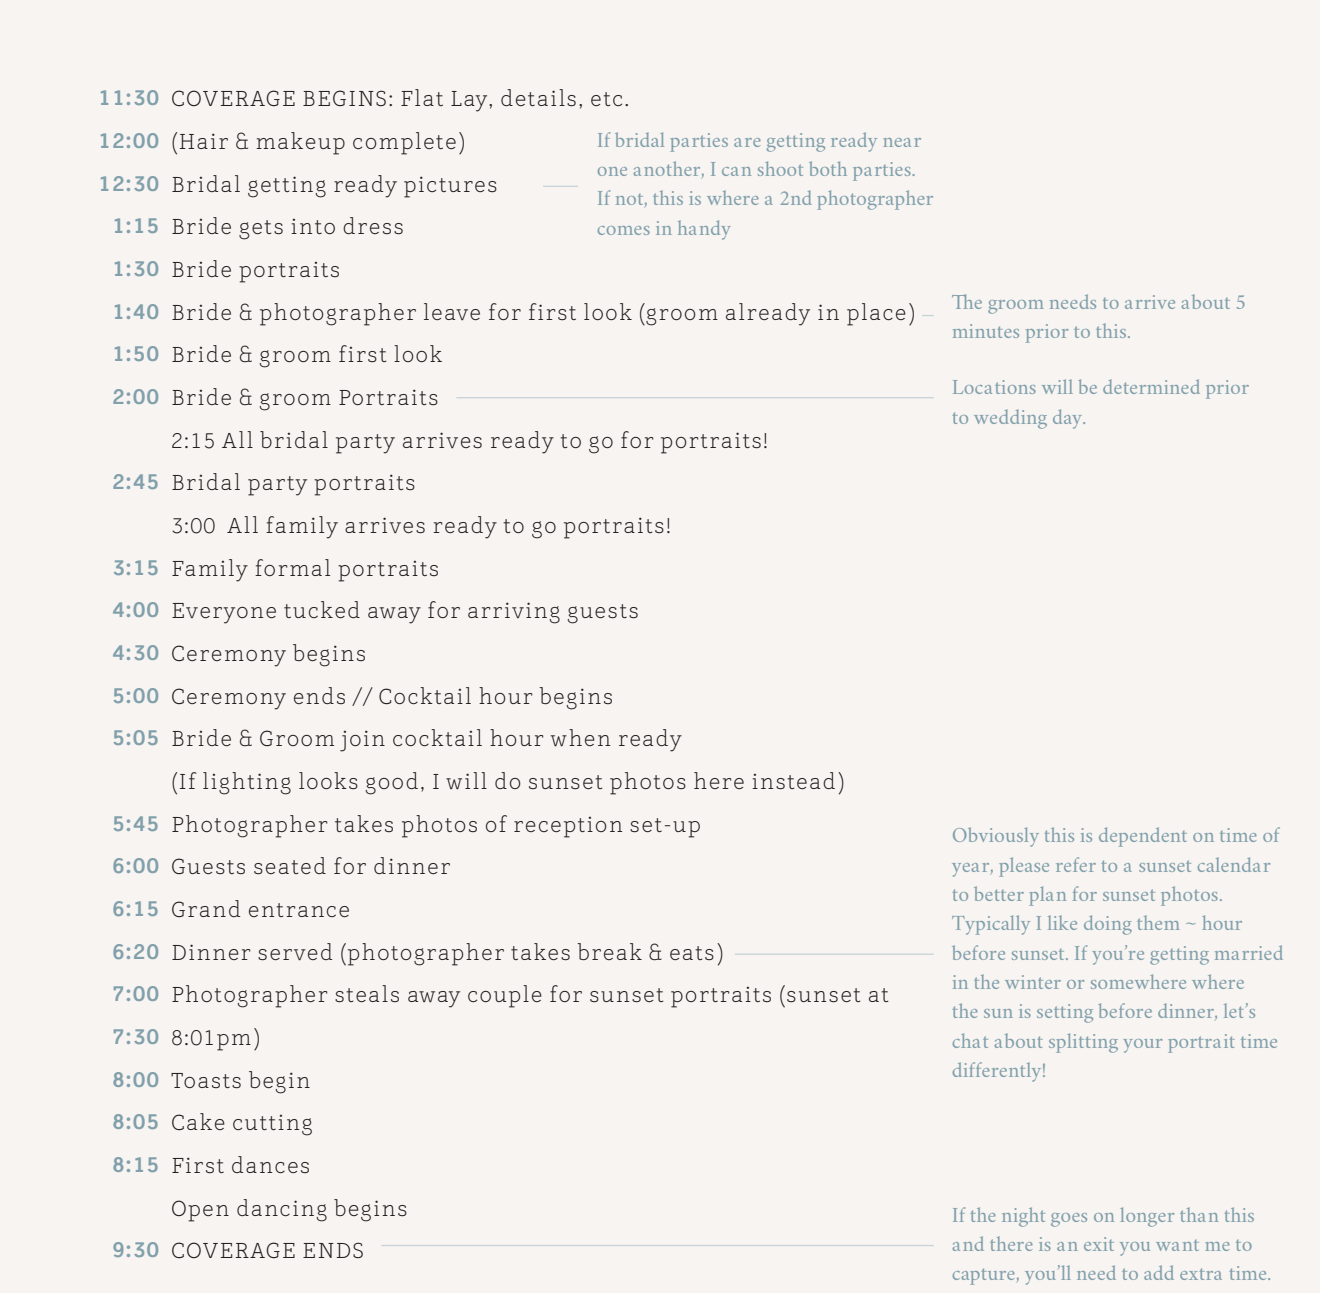 11:30 COVERAGE BEGINS: Flat Lay, details, etc.
12:00 (Hair & makeup complete)
12:30 Bridal getting ready pictures
If bridal parties are getting ready near
one another, I can shoot both parties.
If not, this is where a 2nd photographer
comes in handy
1:15 Bride gets into dress
1:30 Bride portraits
1:40 Bride & photographer leave for first look (groom already in place)
The groom needs to arrive about 5
minutes prior to this.
1:50 Bride & groom first look
2:00 Bride & groom Portraits
Locations will be determined prior
to wedding day.
2:15 All bridal party arrives ready to go for portraits!
2:45 Bridal party portraits
3:00 All family arrives ready to go portraits!
3:15 Family formal portraits
4:00 Everyone tucked away for arriving guests
4:30 Ceremony begins
5:00 Ceremony ends // Cocktail hour begins
5:05 Bride & Groom join cocktail hour when ready
(If lighting looks good, I will do sunset photos here instead)
5:45 Photographer takes photos of reception set-up
6:00 Guests seated for dinner
6:15 Grand entrance
6:20 Dinner served (photographer takes break & eats)
Obviously this is dependent on time of
year, please refer to a sunset calendar
to better plan for sunset photos.
Typically I like doing them ~ hour
before sunset. If you're getting married
in the winter or somewhere where
the sun is setting before dinner, let's
chat about splitting your portrait time
differently!
7:00 Photographer steals away couple for sunset portraits (sunset at
7:30 8:01pm)
8:00 Toasts begin
8:05 Cake cutting
8:15 First dances
Open dancing begins
9:30 COVERAGE ENDS
If the night goes on longer than this
and there is an exit you want me to
capture, you'll need to add extra time.